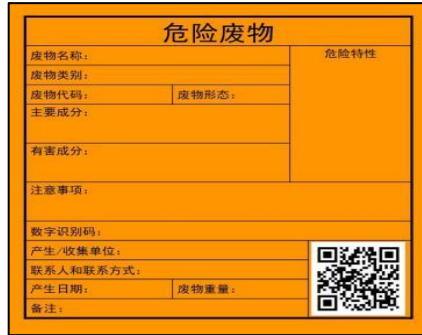 危险废物
废物名称：
危险特性
废物类别：
废物代码：
废物形态：
主要成分：
有害成分：
注意事项：
数字识别码：
产生/收集单位：
联系人和联系方式：
产生日期：
废物重量：
备注：